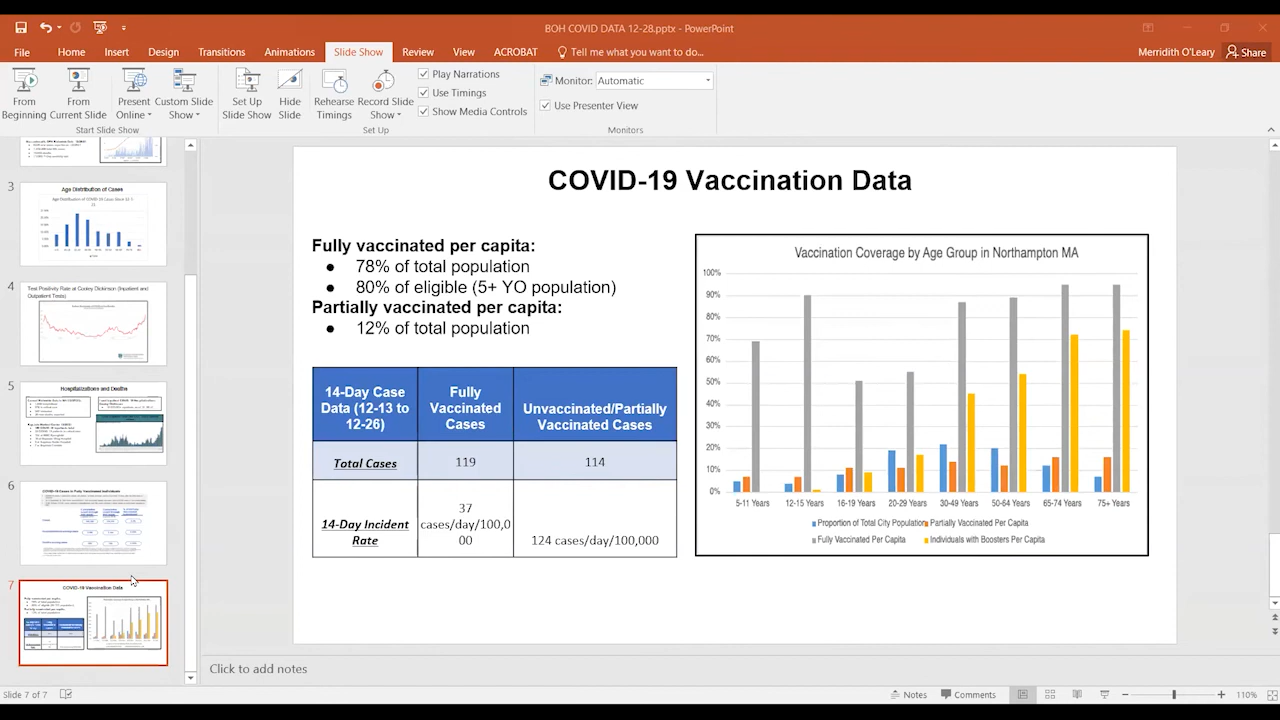 BOH COVID DATA 12-28.pptx - PowerPoint
File Home Insert Design Transitions Animations Slide Show Review View ACROBAT Tell me what you want to do... Merridith O'Leary Share
From Beginning
From Current Slide
Present Online
Custom Slide Show
Set Up Slide Show
Hide Slide
Rehearse Timings
Record Slide Show
Play Narrations
Use Timings
Show Media Controls
Monitor: Automatic
Use Presenter View
Start Slide Show
Set Up
Monitors
3
Age Distribution of Cases
4
Test Positivity Rate at Cooley Dickinson (Inpatient and
Outpatient Tests)
5
Hospitalizations and Deaths
6
COVID-19 Cases in Fully Vaccinated Individuals
7
COVID-19 Vaccination Data
COVID-19 Vaccination Data
Fully vaccinated per capita:
● 78% of total population
● 80% of eligible (5+ YO population)
Partially vaccinated per capita:
● 12% of total population
14-Day Case
Data (12-13 to
12-26)
Fully
Vaccinated
Cases
Unvaccinated/Partially
Vaccinated Cases
Total Cases
119
114
14-Day Incident
Rate
37
cases/day/100,0
00
124 cases/day/100,000
Vaccination Coverage by Age Group in Northampton MA
100%
90%
80%
70%
60%
50%
40%
30%
20%
10%
0%
5-11 Years 12-15 Years 16-19 Years 20-29 Years 30-49 Years 50-64 Years 65-74 Years 75+ Years
Proportion of Total City Population Partially Vaccinated Per Capita
Fully Vaccinated Per Capita Individuals with Boosters Per Capita
Click to add notes
Slide 7 of 7
Notes
Comments
110%